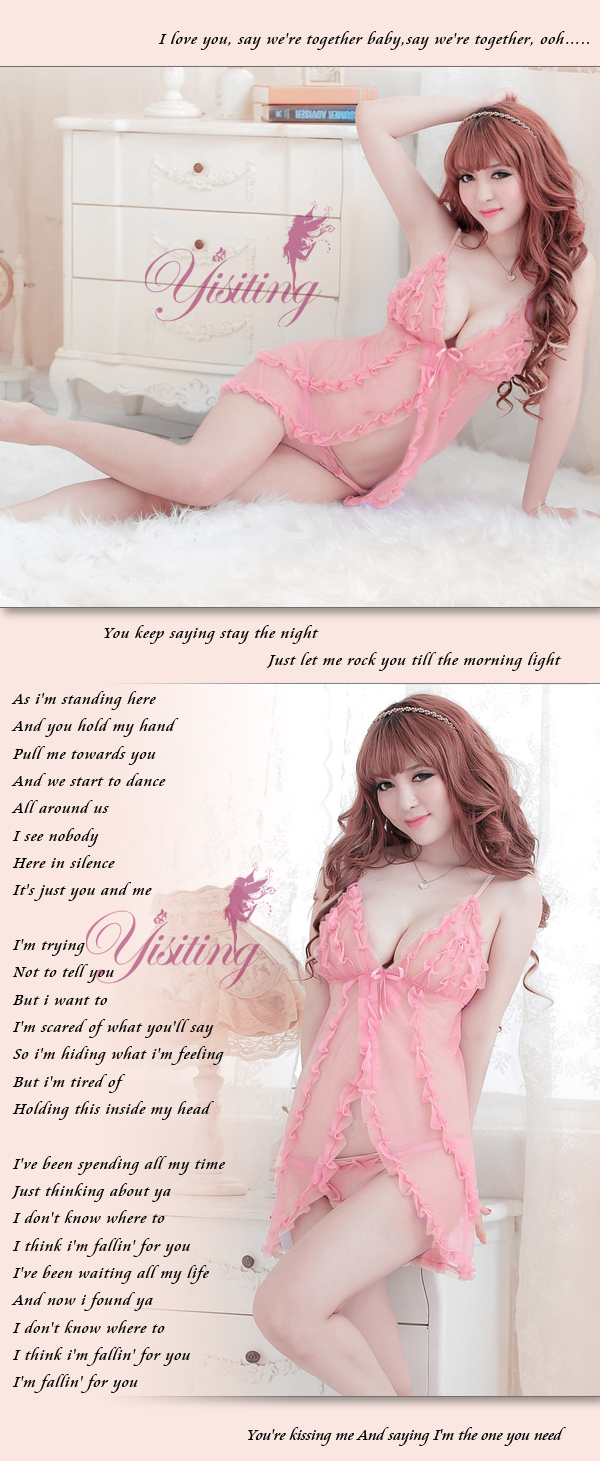 I love you, say we're together baby,say we're together, ooh.....
SUMER ADVISER
Yisiting
You keep saying stay the night
Just let me rock you till the morning light
As i'm standing here
And you hold my hand
Pull me towards you
And we start to dance
All around us
I see nobody
Here in silence
It's just you and me
Yisiting
I'm trying
Not to tell you
But i want to
I'm scared of what you'll say
So i'm hiding what i'm feeling
But i'm tired of
Holding this inside my head
I've been spending all my time
Just thinking about ya
I don't know where to
I think i'm fallin' for you
I've been waiting all my life
And now i found ya
I don't know where to
I think i'm fallin' for you
I'm fallin' for you
You're kissing me And saying I'm the one you need